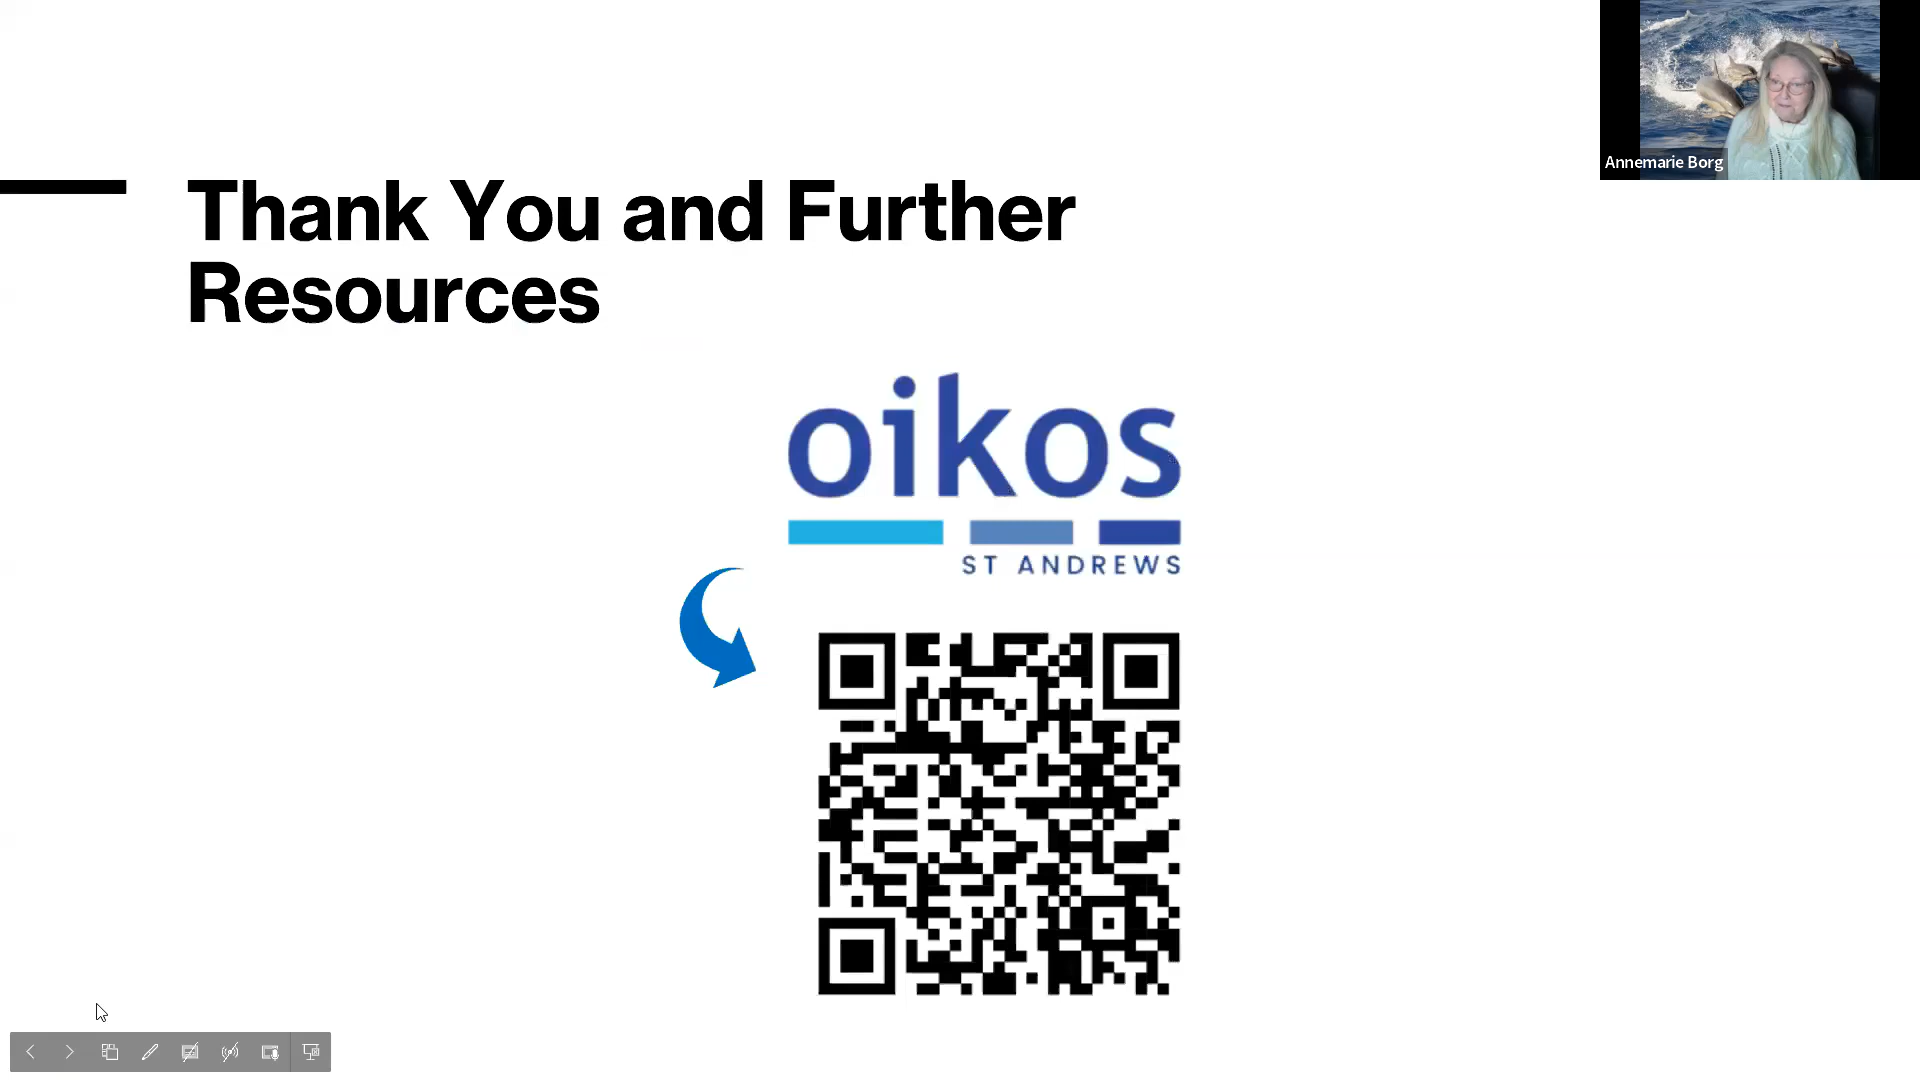 Annemarie Borg
Thank You and Further
Resources
oikos
ST ANDREWS